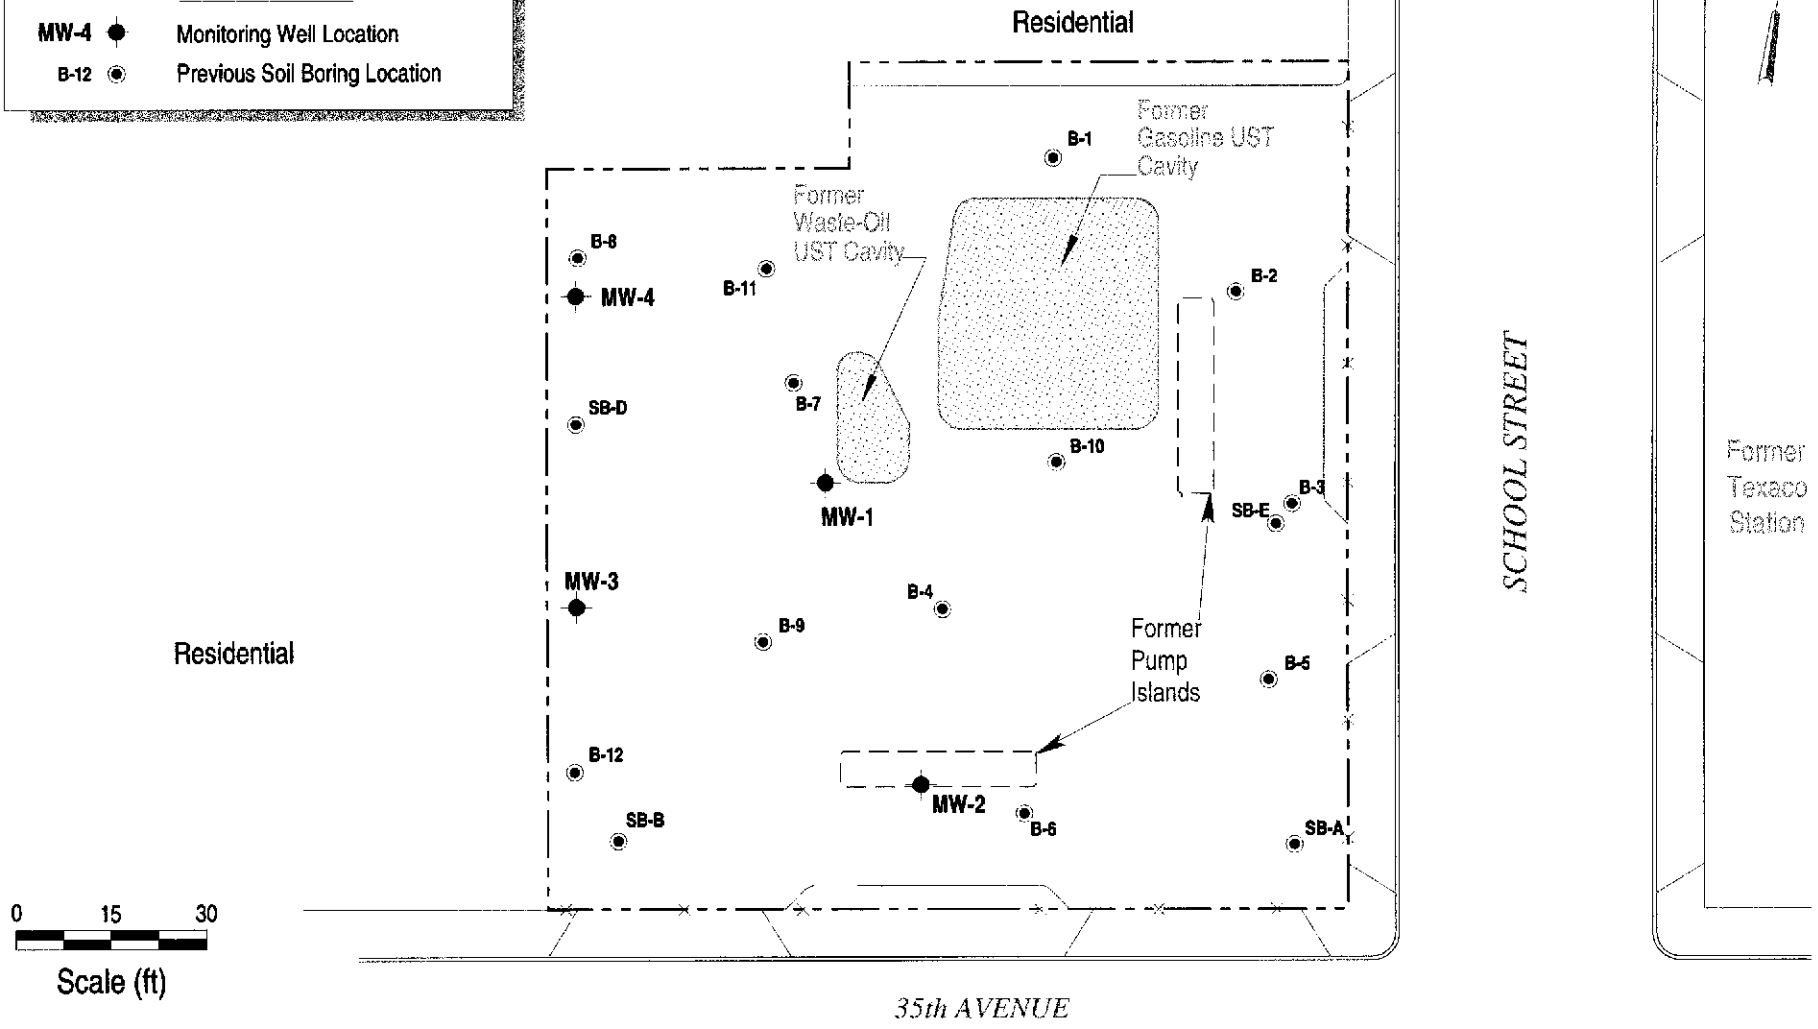 Residential
MW-4 Monitoring Well Location
B-12 Previous Soil Boring Location
Former
Gasoline UST
Cavity
B-1
Former
Waste-Oil
UST Cavity
B-8
B-11
B-2
MW-4
B-7
SB-D
B-10
SCHOOL STREET
Former
Texaco
Station
B-3
SB-E
MW-1
MW-3
B-4
B-9
Former
Pump
Islands
Residential
B-5
B-12
MW-2
SB-B
B-6
SB-A
0 15 30
Scale (ft)
35th AVENUE